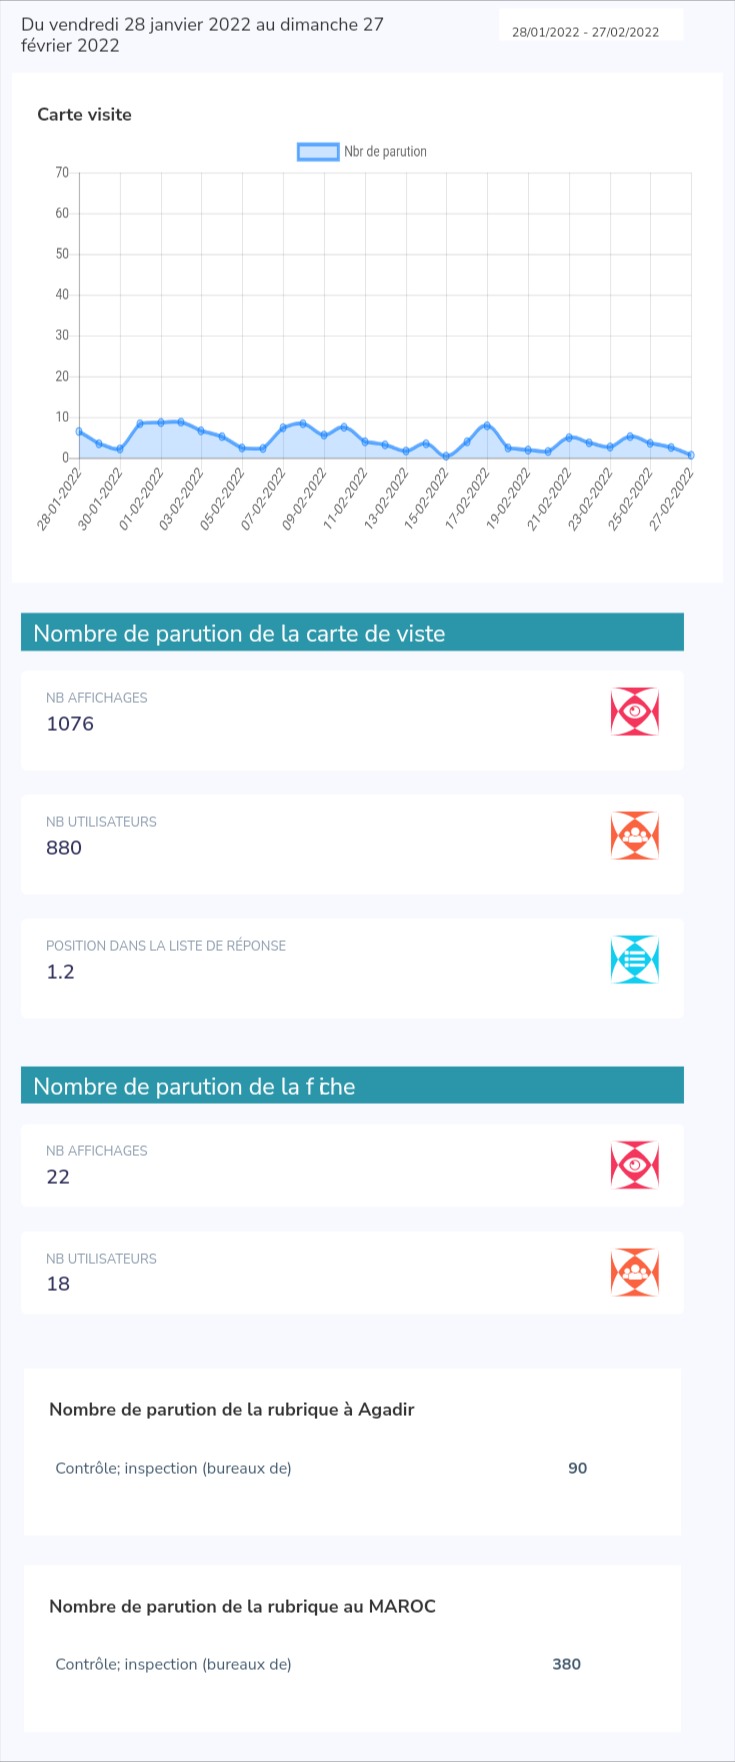 Du vendredi 28 janvier 2022 au dimanche 27
février 2022
28/01/2022 - 27/02/2022
Carte visite
Nbr de parution
70
60
50
40
30
20
10
0
28-01-2022
30-01-2022
01-02-2022
03-02-2022
05-02-2022
07-02-2022
09-02-2022
11-02-2022
13-02-2022
15-02-2022
17-02-2022
19-02-2022
21-02-2022
23-02-2022
25-02-2022
27-02-2022
Nombre de parution de la carte de viste
NB AFFICHAGES
1076
NB UTILISATEURS
880
POSITION DANS LA LISTE DE RÉPONSE
1.2
Nombre de parution de la fiche
NB AFFICHAGES
22
NB UTILISATEURS
18
Nombre de parution de la rubrique à Agadir
Contrôle; inspection (bureaux de) 90
Nombre de parution de la rubrique au MAROC
Contrôle; inspection (bureaux de) 380